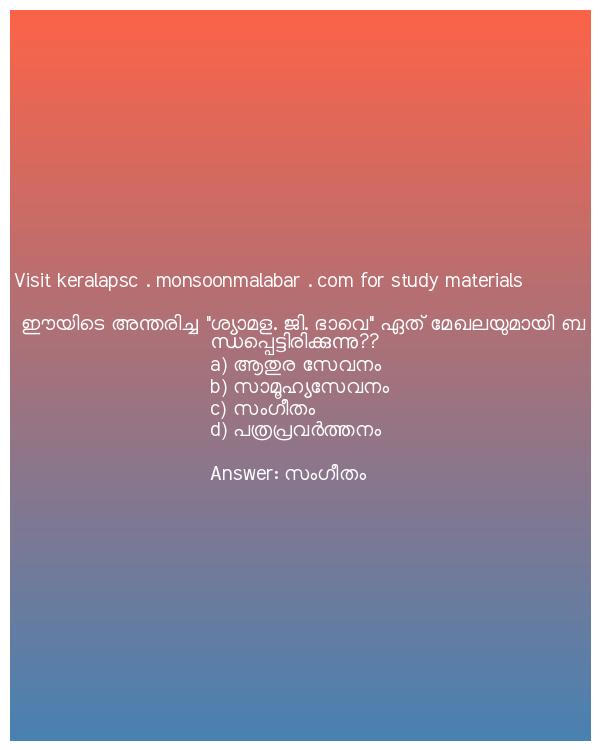 Visit keralapsc . monsoonmalabar . com for study materials
ഈയിടെ അന്തരിച്ച "ശ്യാമള. ജി. ഭാവെ" ഏത് മേഖലയുമായി ബ
ന്ധപ്പെട്ടിരിക്കുന്നു??
a) ആതുര സേവനം
b) സാമൂഹ്യസേവനം
c) സംഗീതം
d) പത്രപ്രവർത്തനം
Answer: സംഗീതം